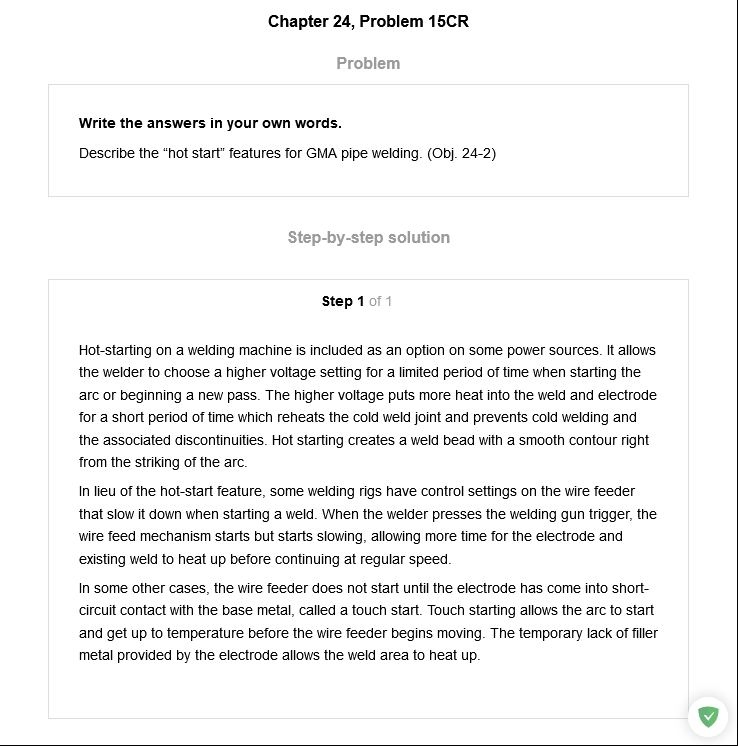 Chapter 24, Problem 15CR
Problem
Write the answers in your own words.
Describe the “hot start” features for GMA pipe welding. (Obj. 24-2)
Step-by-step solution
Step 1 of 1
Hot-starting on a welding machine is included as an option on some power sources. It allows
the welder to choose a higher voltage setting for a limited period of time when starting the
arc or beginning a new pass. The higher voltage puts more heat into the weld and electrode
for a short period of time which reheats the cold weld joint and prevents cold welding and
the associated discontinuities. Hot starting creates a weld bead with a smooth contour right
from the striking of the arc.
In lieu of the hot-start feature, some welding rigs have control settings on the wire feeder
that slow it down when starting a weld. When the welder presses the welding gun trigger, the
wire feed mechanism starts but starts slowing, allowing more time for the electrode and
existing weld to heat up before continuing at regular speed.
In some other cases, the wire feeder does not start until the electrode has come into short-
circuit contact with the base metal, called a touch start. Touch starting allows the arc to start
and get up to temperature before the wire feeder begins moving. The temporary lack of filler
metal provided by the electrode allows the weld area to heat up.